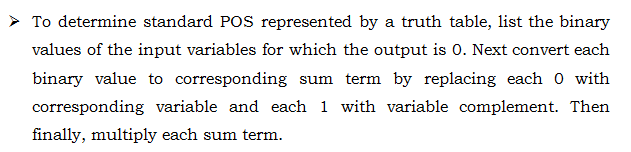 ➢ To determine standard POS represented by a truth table, list the binary
values of the input variables for which the output is 0. Next convert each
binary value to corresponding sum term by replacing each 0 with
corresponding variable and each 1 with variable complement. Then
finally, multiply each sum term.